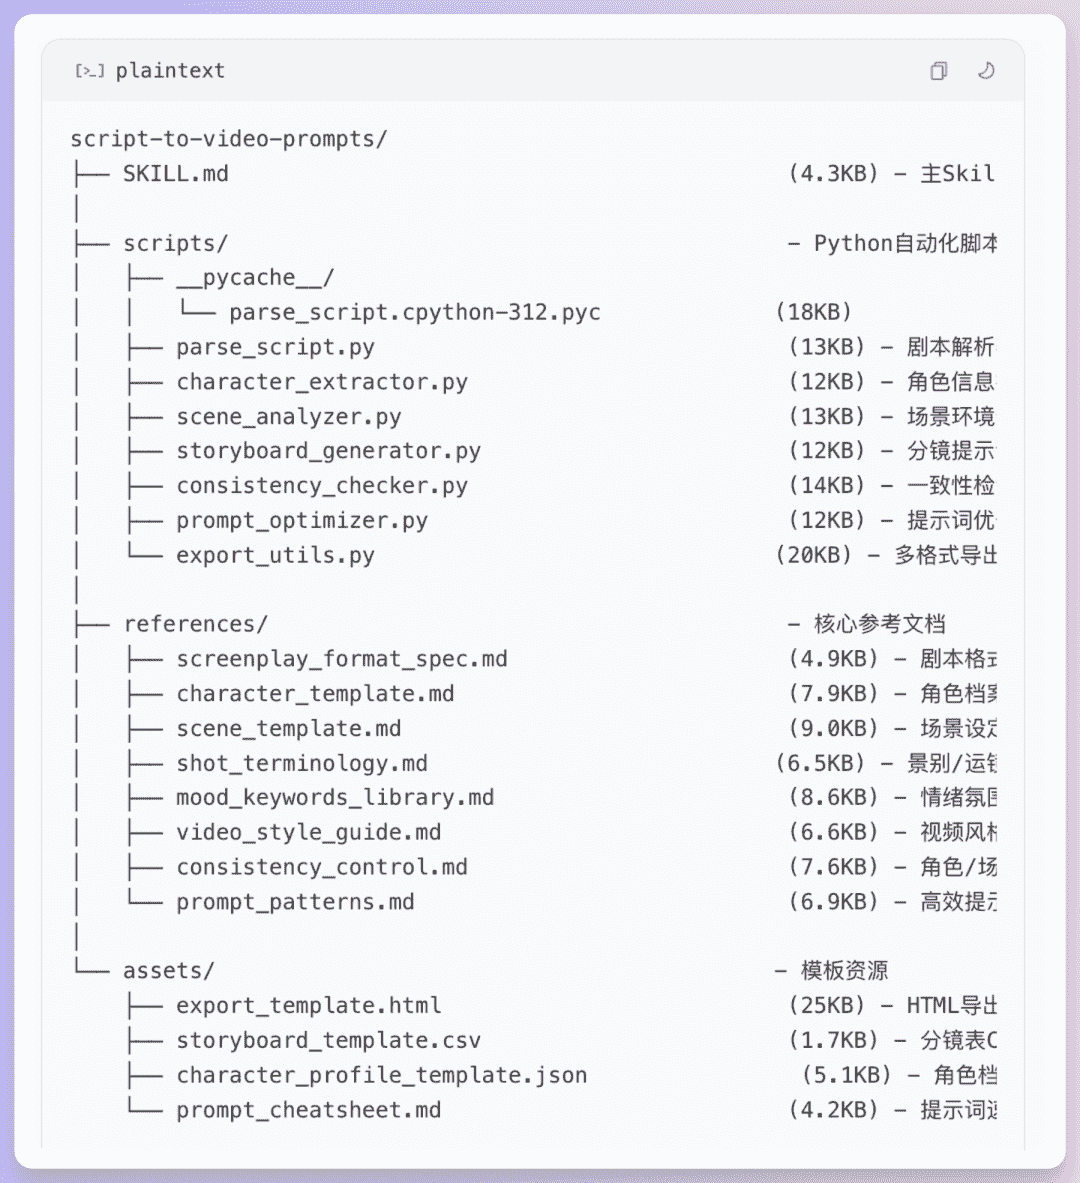 [>_] plaintext
script-to-video-prompts/
├── SKILL.md (4.3KB) - 主Skil
│
├── scripts/ - Python自动化脚本
│   ├── __pycache__/
│   │   └── parse_script.cpython-312.pyc (18KB)
│   ├── parse_script.py (13KB) - 剧本解析
│   ├── character_extractor.py (12KB) - 角色信息
│   ├── scene_analyzer.py (13KB) - 场景环境
│   ├── storyboard_generator.py (12KB) - 分镜提示
│   ├── consistency_checker.py (14KB) - 一致性检
│   ├── prompt_optimizer.py (12KB) - 提示词优
│   └── export_utils.py (20KB) - 多格式导出
│
├── references/ - 核心参考文档
│   ├── screenplay_format_spec.md (4.9KB) - 剧本格式
│   ├── character_template.md (7.9KB) - 角色档案
│   ├── scene_template.md (9.0KB) - 场景设定
│   ├── shot_terminology.md (6.5KB) - 景别/运镜
│   ├── mood_keywords_library.md (8.6KB) - 情绪氛围
│   ├── video_style_guide.md (6.6KB) - 视频风格
│   ├── consistency_control.md (7.6KB) - 角色/场
│   └── prompt_patterns.md (6.9KB) - 高效提示
│
└── assets/ - 模板资源
    ├── export_template.html (25KB) - HTML导出
    ├── storyboard_template.csv (1.7KB) - 分镜表C
    ├── character_profile_template.json (5.1KB) - 角色档
    └── prompt_cheatsheet.md (4.2KB) - 提示词速